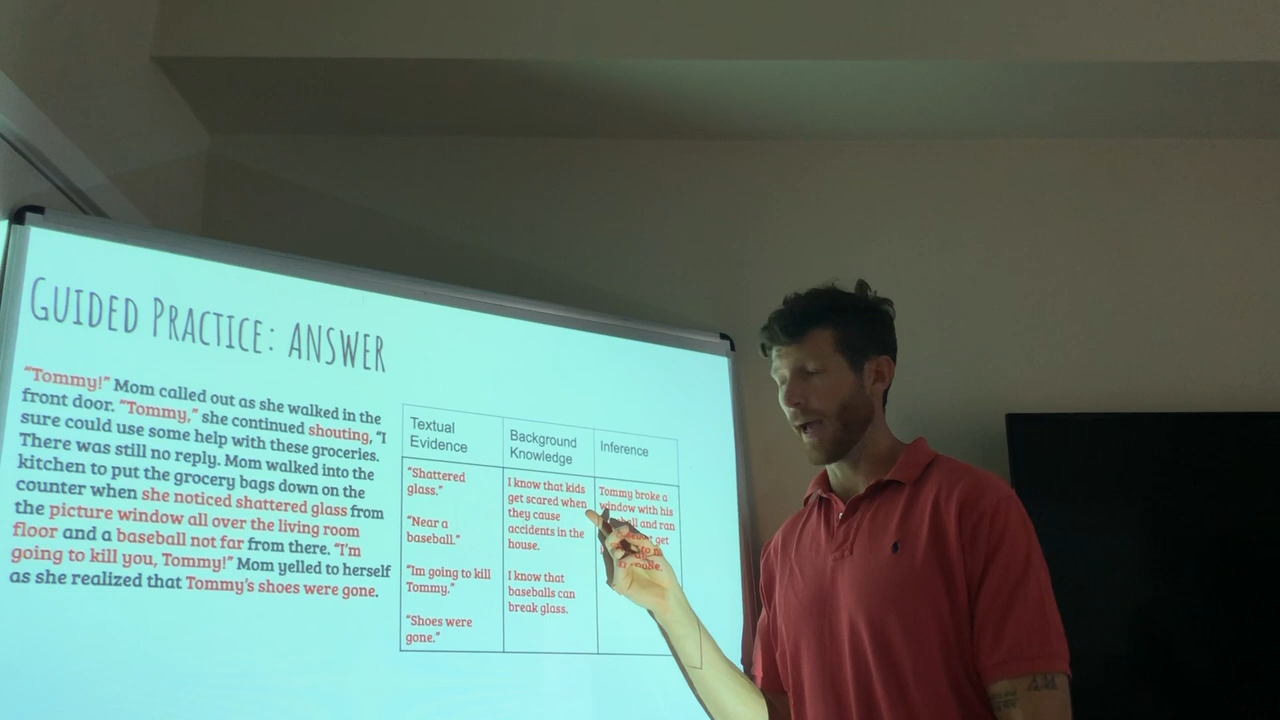 GUIDED PRACTICE: ANSWER
"Tommy!" Mom called out as she walked in the
front door. "Tommy," she continued shouting, "I
sure could use some help with these groceries.
There was still no reply. Mom walked into the
kitchen to put the grocery bags down on the
counter when she noticed shattered glass from
the picture window all over the living room
floor and a baseball not far from there. "I'm
going to kill you, Tommy!" Mom yelled to herself
as she realized that Tommy's shoes were gone.
Textual
Evidence
"Shattered
glass."
"Near a
baseball."
"Im going to kill
Tommy."
"Shoes were
gone."
Background
Knowledge
I know that kids
get scared when
they cause
accidents in the
house.
I know that
baseballs can
break glass.
Inference
Tommy broke a
window with his
and ran
get